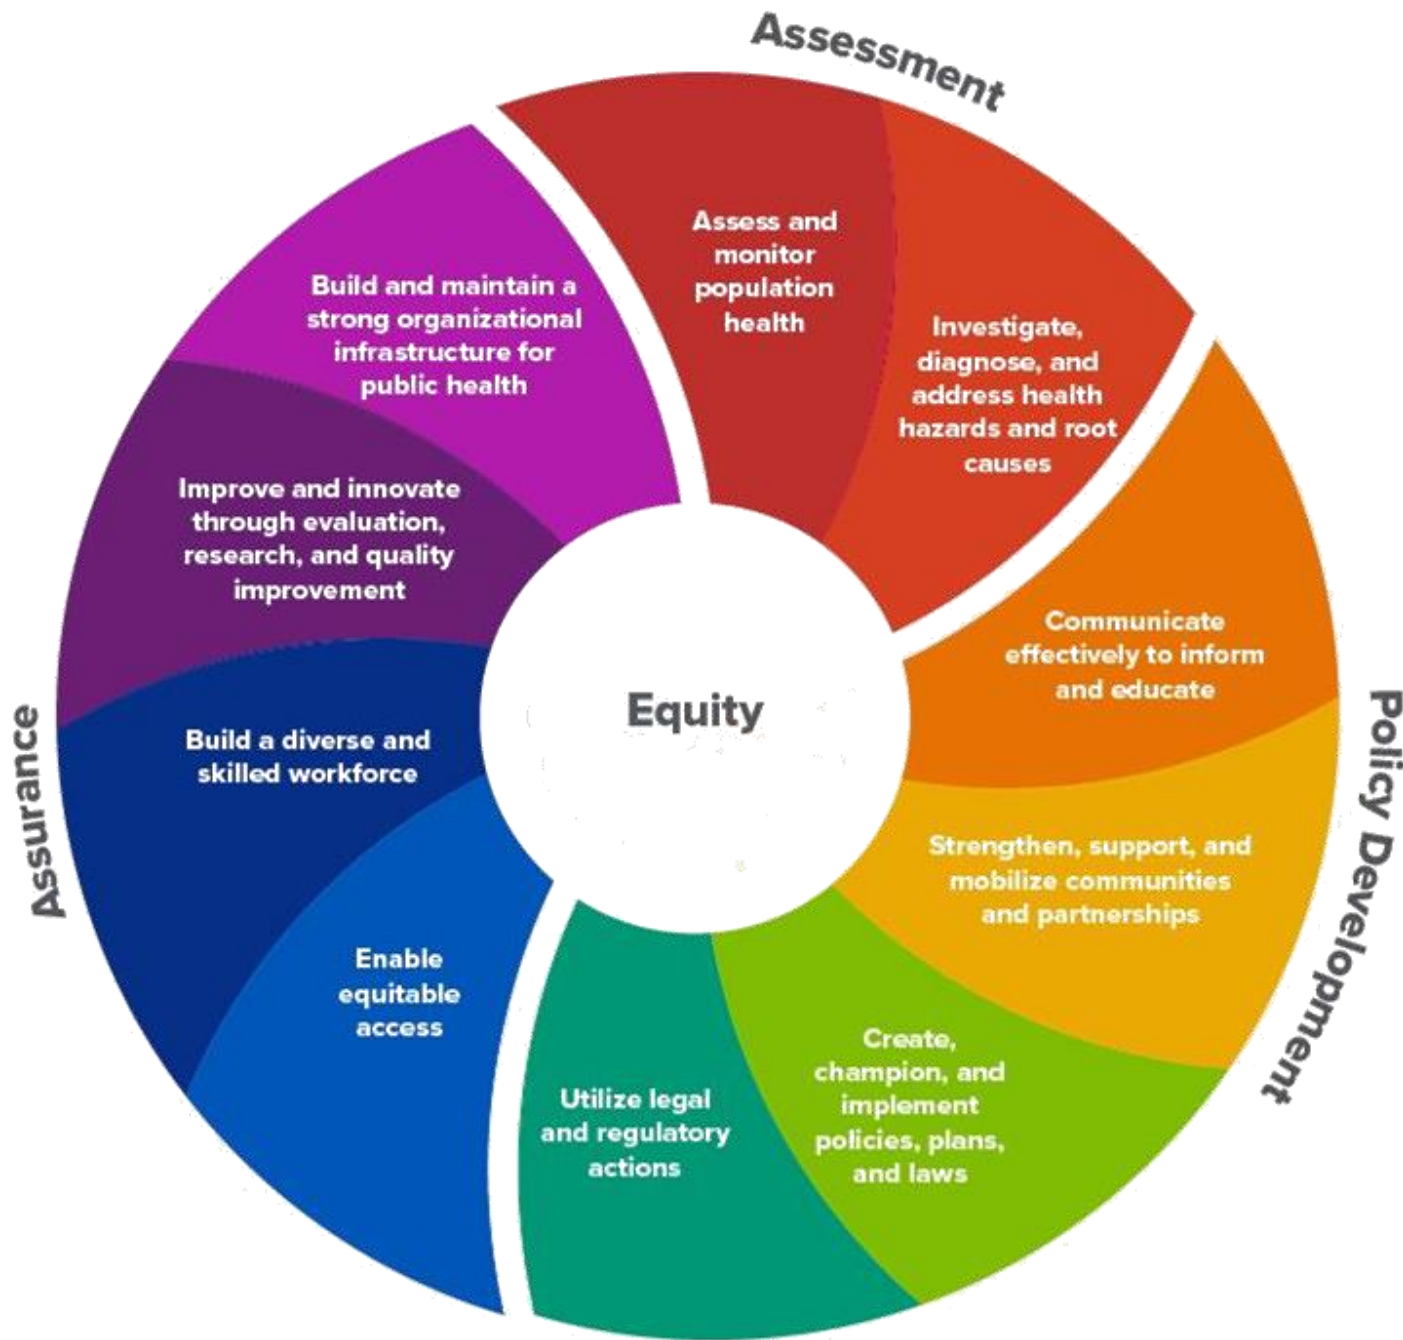 Assessment
Assess and
monitor
population
health
Investigate,
diagnose, and
address health
hazards and root
causes
Policy Development
Communicate
effectively to inform
and educate
Strengthen, support, and
mobilize communities
and partnerships
Create,
champion, and
implement
policies, plans,
and laws
Utilize legal
and regulatory
actions
Assurance
Enable
equitable
access
Build a diverse and
skilled workforce
Improve and innovate
through evaluation,
research, and quality
improvement
Build and maintain a
strong organizational
infrastructure for
public health
Equity